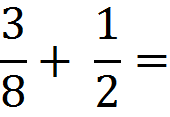 3/8 + 1/2 =